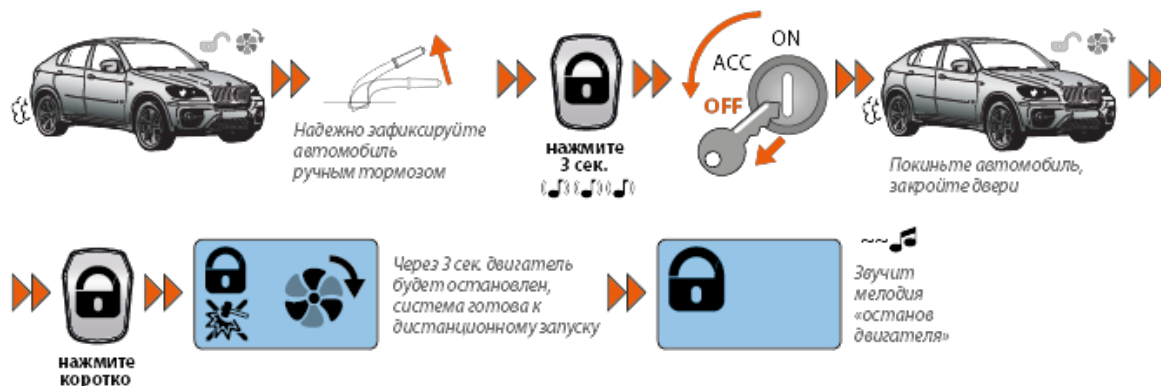 Надежно зафиксируйте
автомобиль
ручным тормозом
нажмите
3 сек.
ON
ACC
OFF
Покиньте автомобиль,
закройте двери
нажмите
коротко
Через 3 сек. двигатель
будет остановлен,
система готова к
дистанционному запуску
Звучит
мелодия
«останов
двигателя»